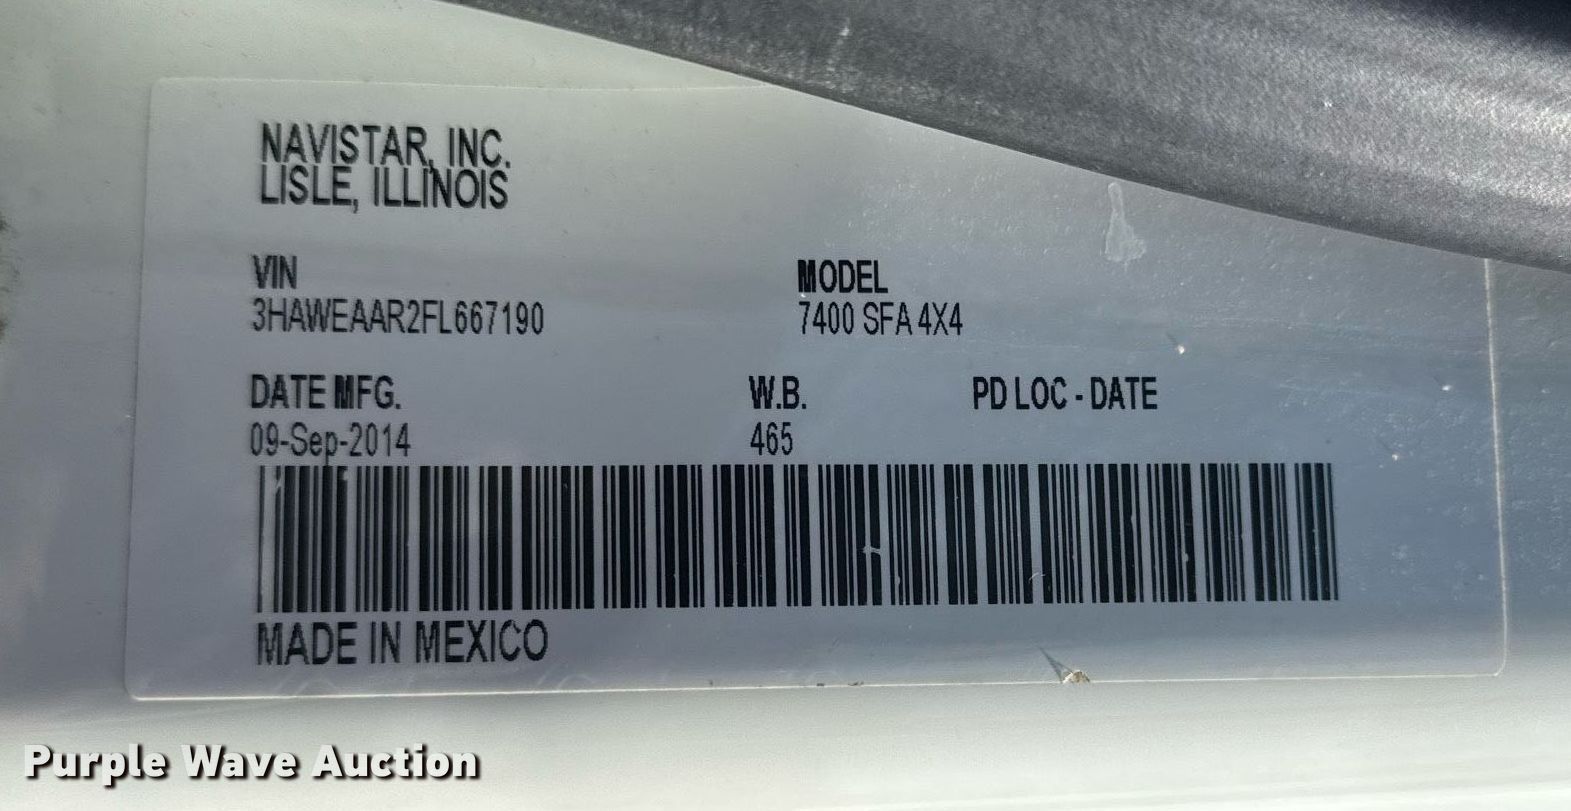 NAVISTAR, INC.
LISLE, ILLINOIS
VIN
3HAWEAAR2FL667190
MODEL
7400 SFA 4X4
DATE MFG.
09-Sep-2014
W.B.
465
PD LOC - DATE
MADE IN MEXICO
Purple Wave Auction